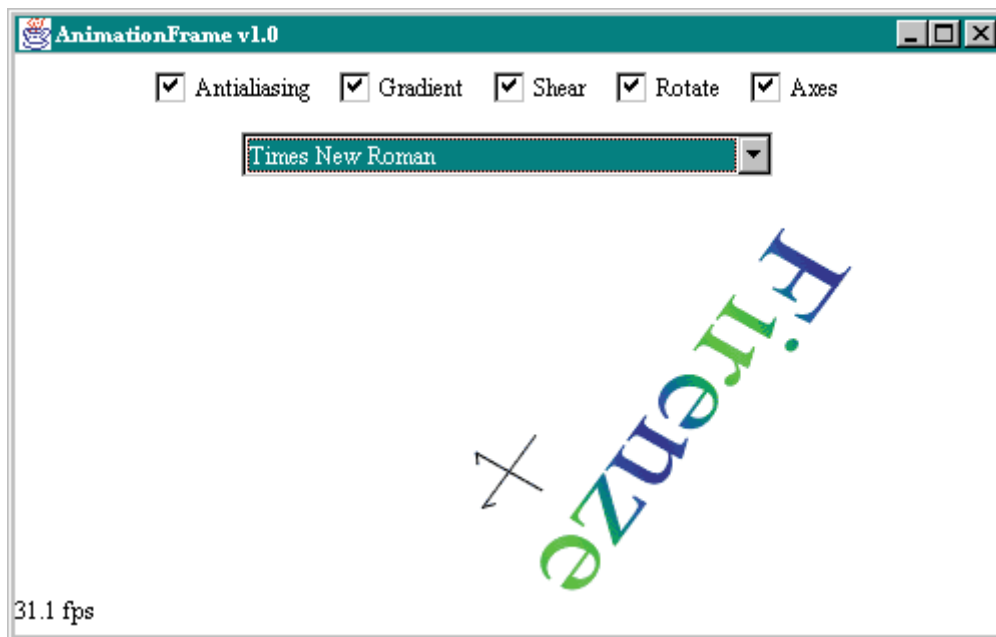 AnimationFrame v1.0
Antialiasing Gradient Shear Rotate Axes
Times New Roman
Firenze
31.1 fps